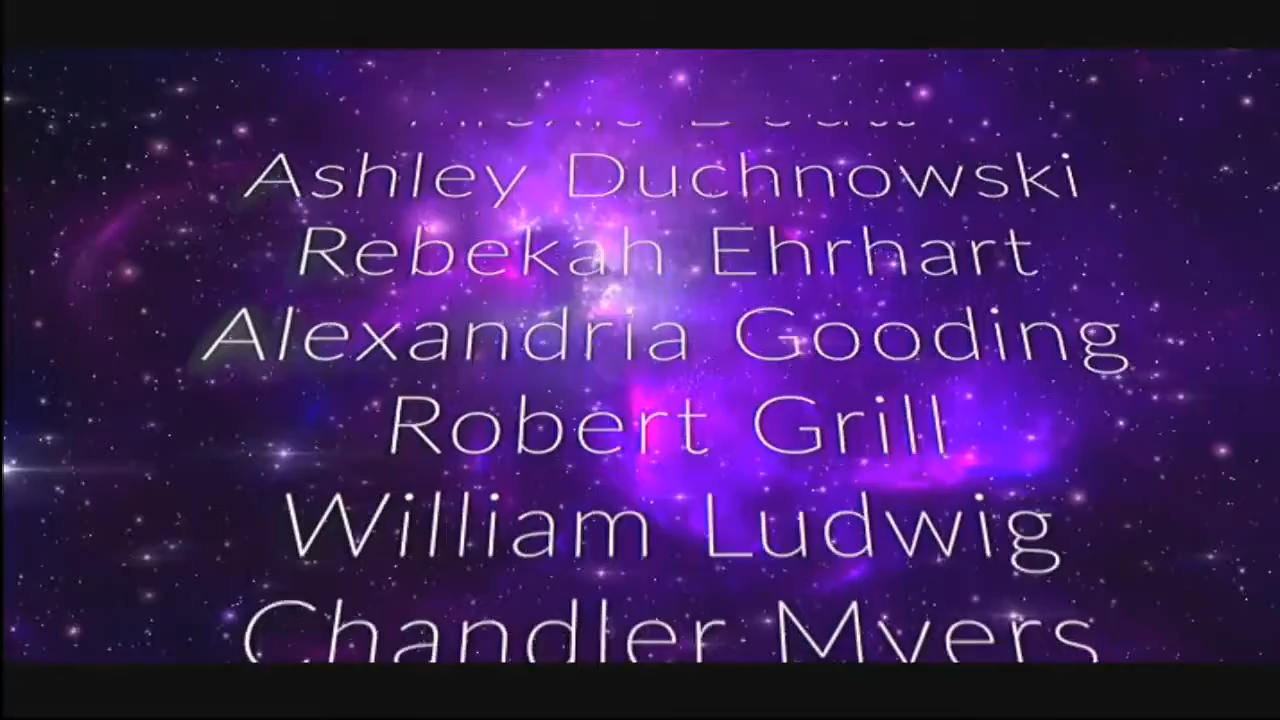 Ashley Duchnowski
Rebekah Ehrhart
Alexandria Gooding
Robert Grill
William Ludwig
Chandler Myers